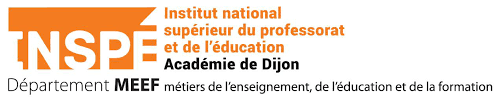 INSPÉ
Institut national
supérieur du professorat
et de l'éducation
Académie de Dijon
Département MEEF métiers de l'enseignement, de l'éducation et de la formation